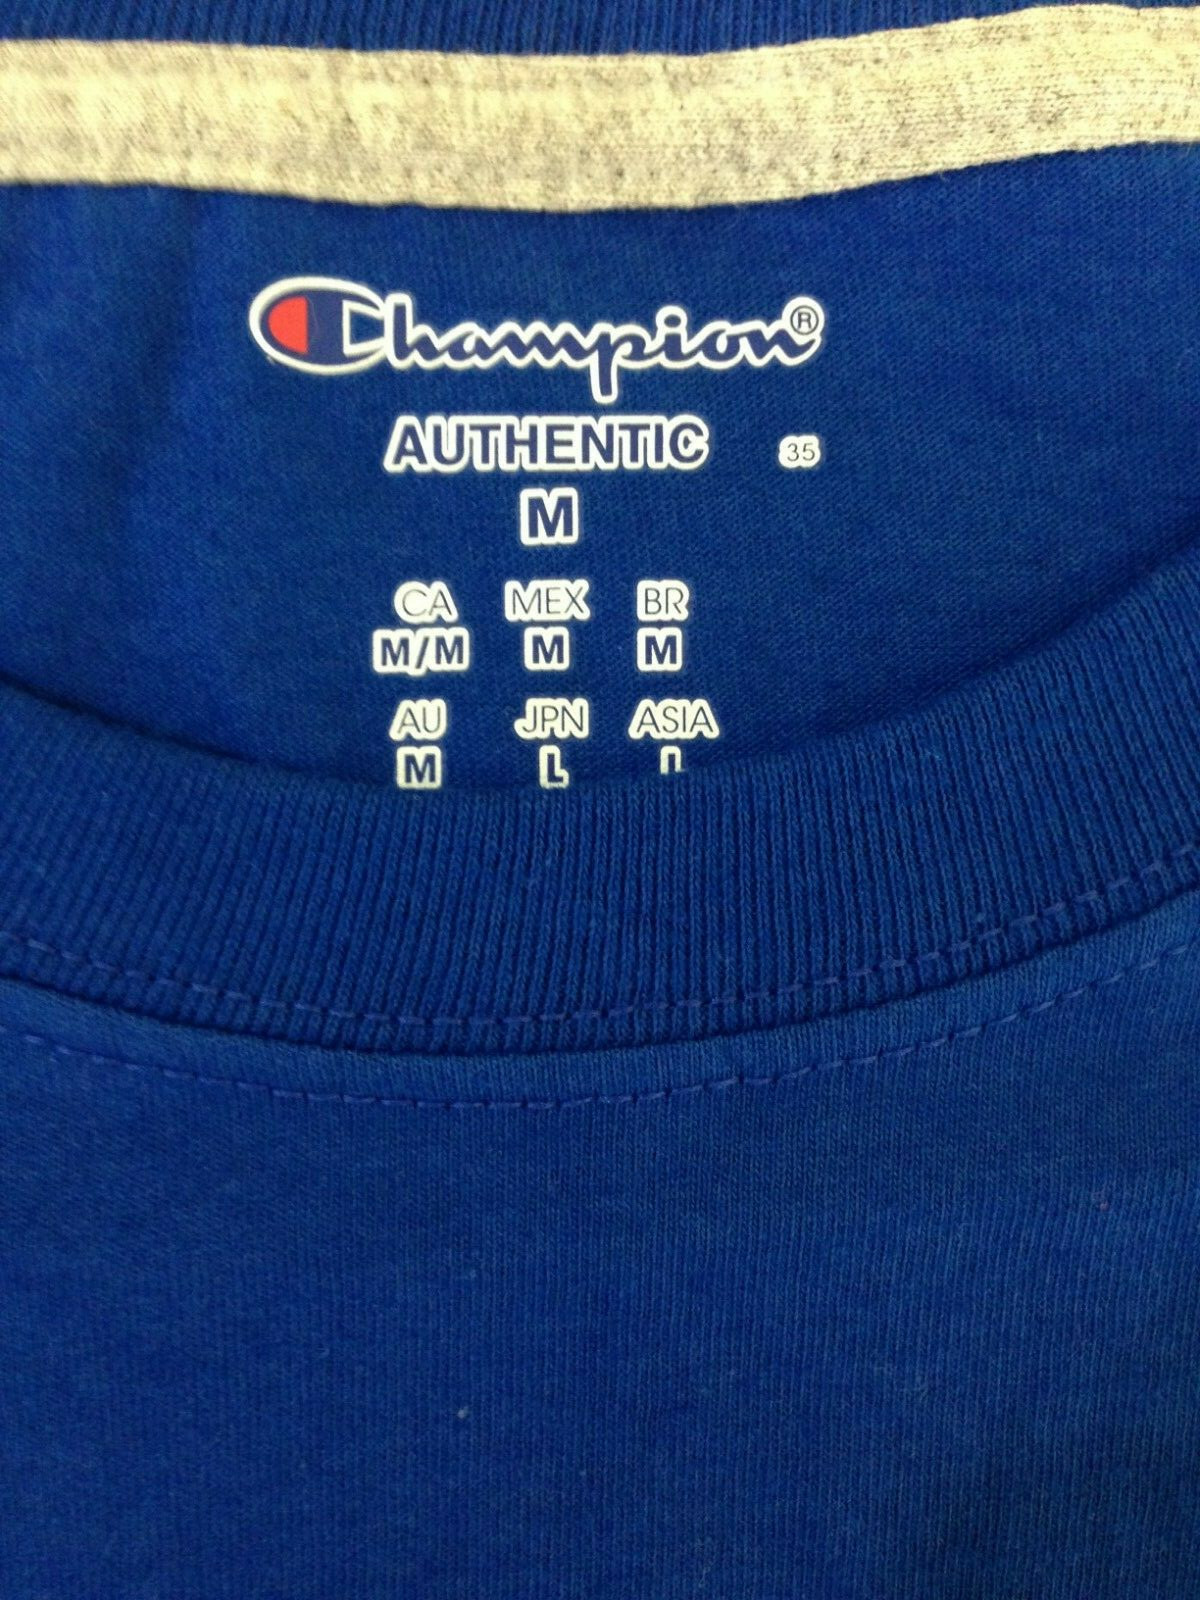 Champion®
AUTHENTIC 35
M
CA MEX BR
M/M M M
AU JPN ASIA
M L